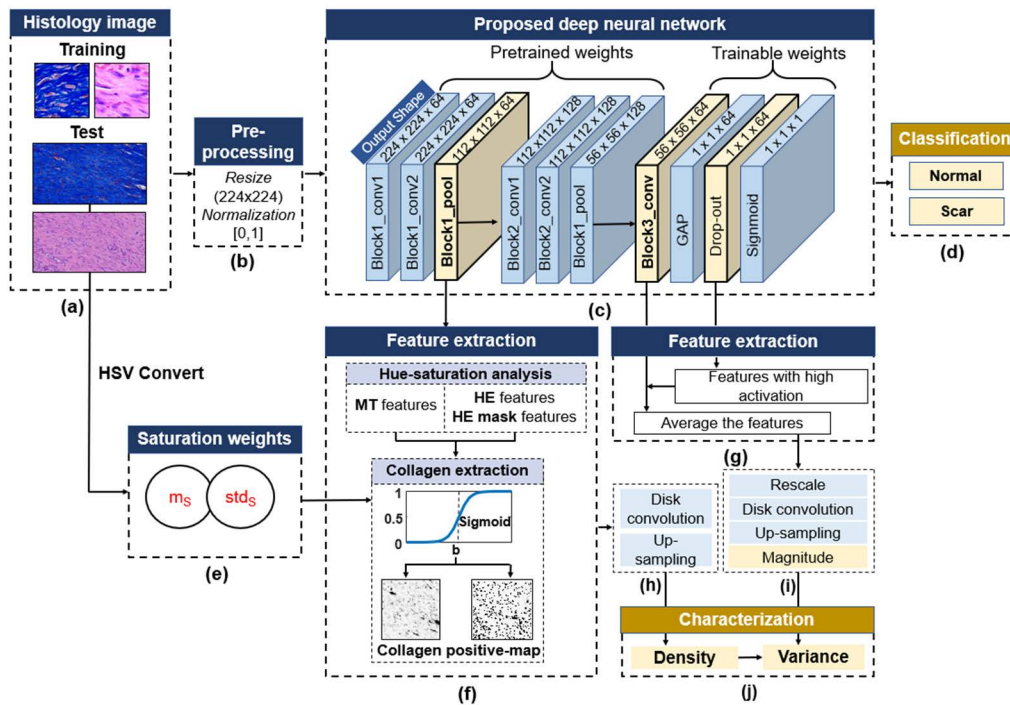 Histology image
Training
Test
(a)
Pre-
processing
Resize
(224x224)
Normalization
[0,1]
(b)
Proposed deep neural network
Pretrained weights
Trainable weights
Output Shape
224 x 224 x 64
224 x 224 x 64
112 x 112 x 64
112 x112 x 128
112 x 112 x 128
56 x 56 x 128
56 x 56 x 64
1 x 1 x 64
1 x 1 x 64
1 x 1 x 1
Block1_conv1
Block1_conv2
Block1_pool
Block2_conv1
Block2_conv2
Block1_pool
Block3_conv
GAP
Drop-out
Signmoid
(c)
Classification
Normal
Scar
(d)
HSV Convert
Saturation weights
mS
stdS
(e)
Feature extraction
Hue-saturation analysis
MT features
HE features
HE mask features
Collagen extraction
1
0.5
0
Sigmoid
b
Collagen positive-map
(f)
Feature extraction
Features with high
activation
Average the features
(g)
Disk
convolution
Up-
sampling
(h)
Rescale
Disk convolution
Up-sampling
Magnitude
(i)
Characterization
Density
Variance
(j)